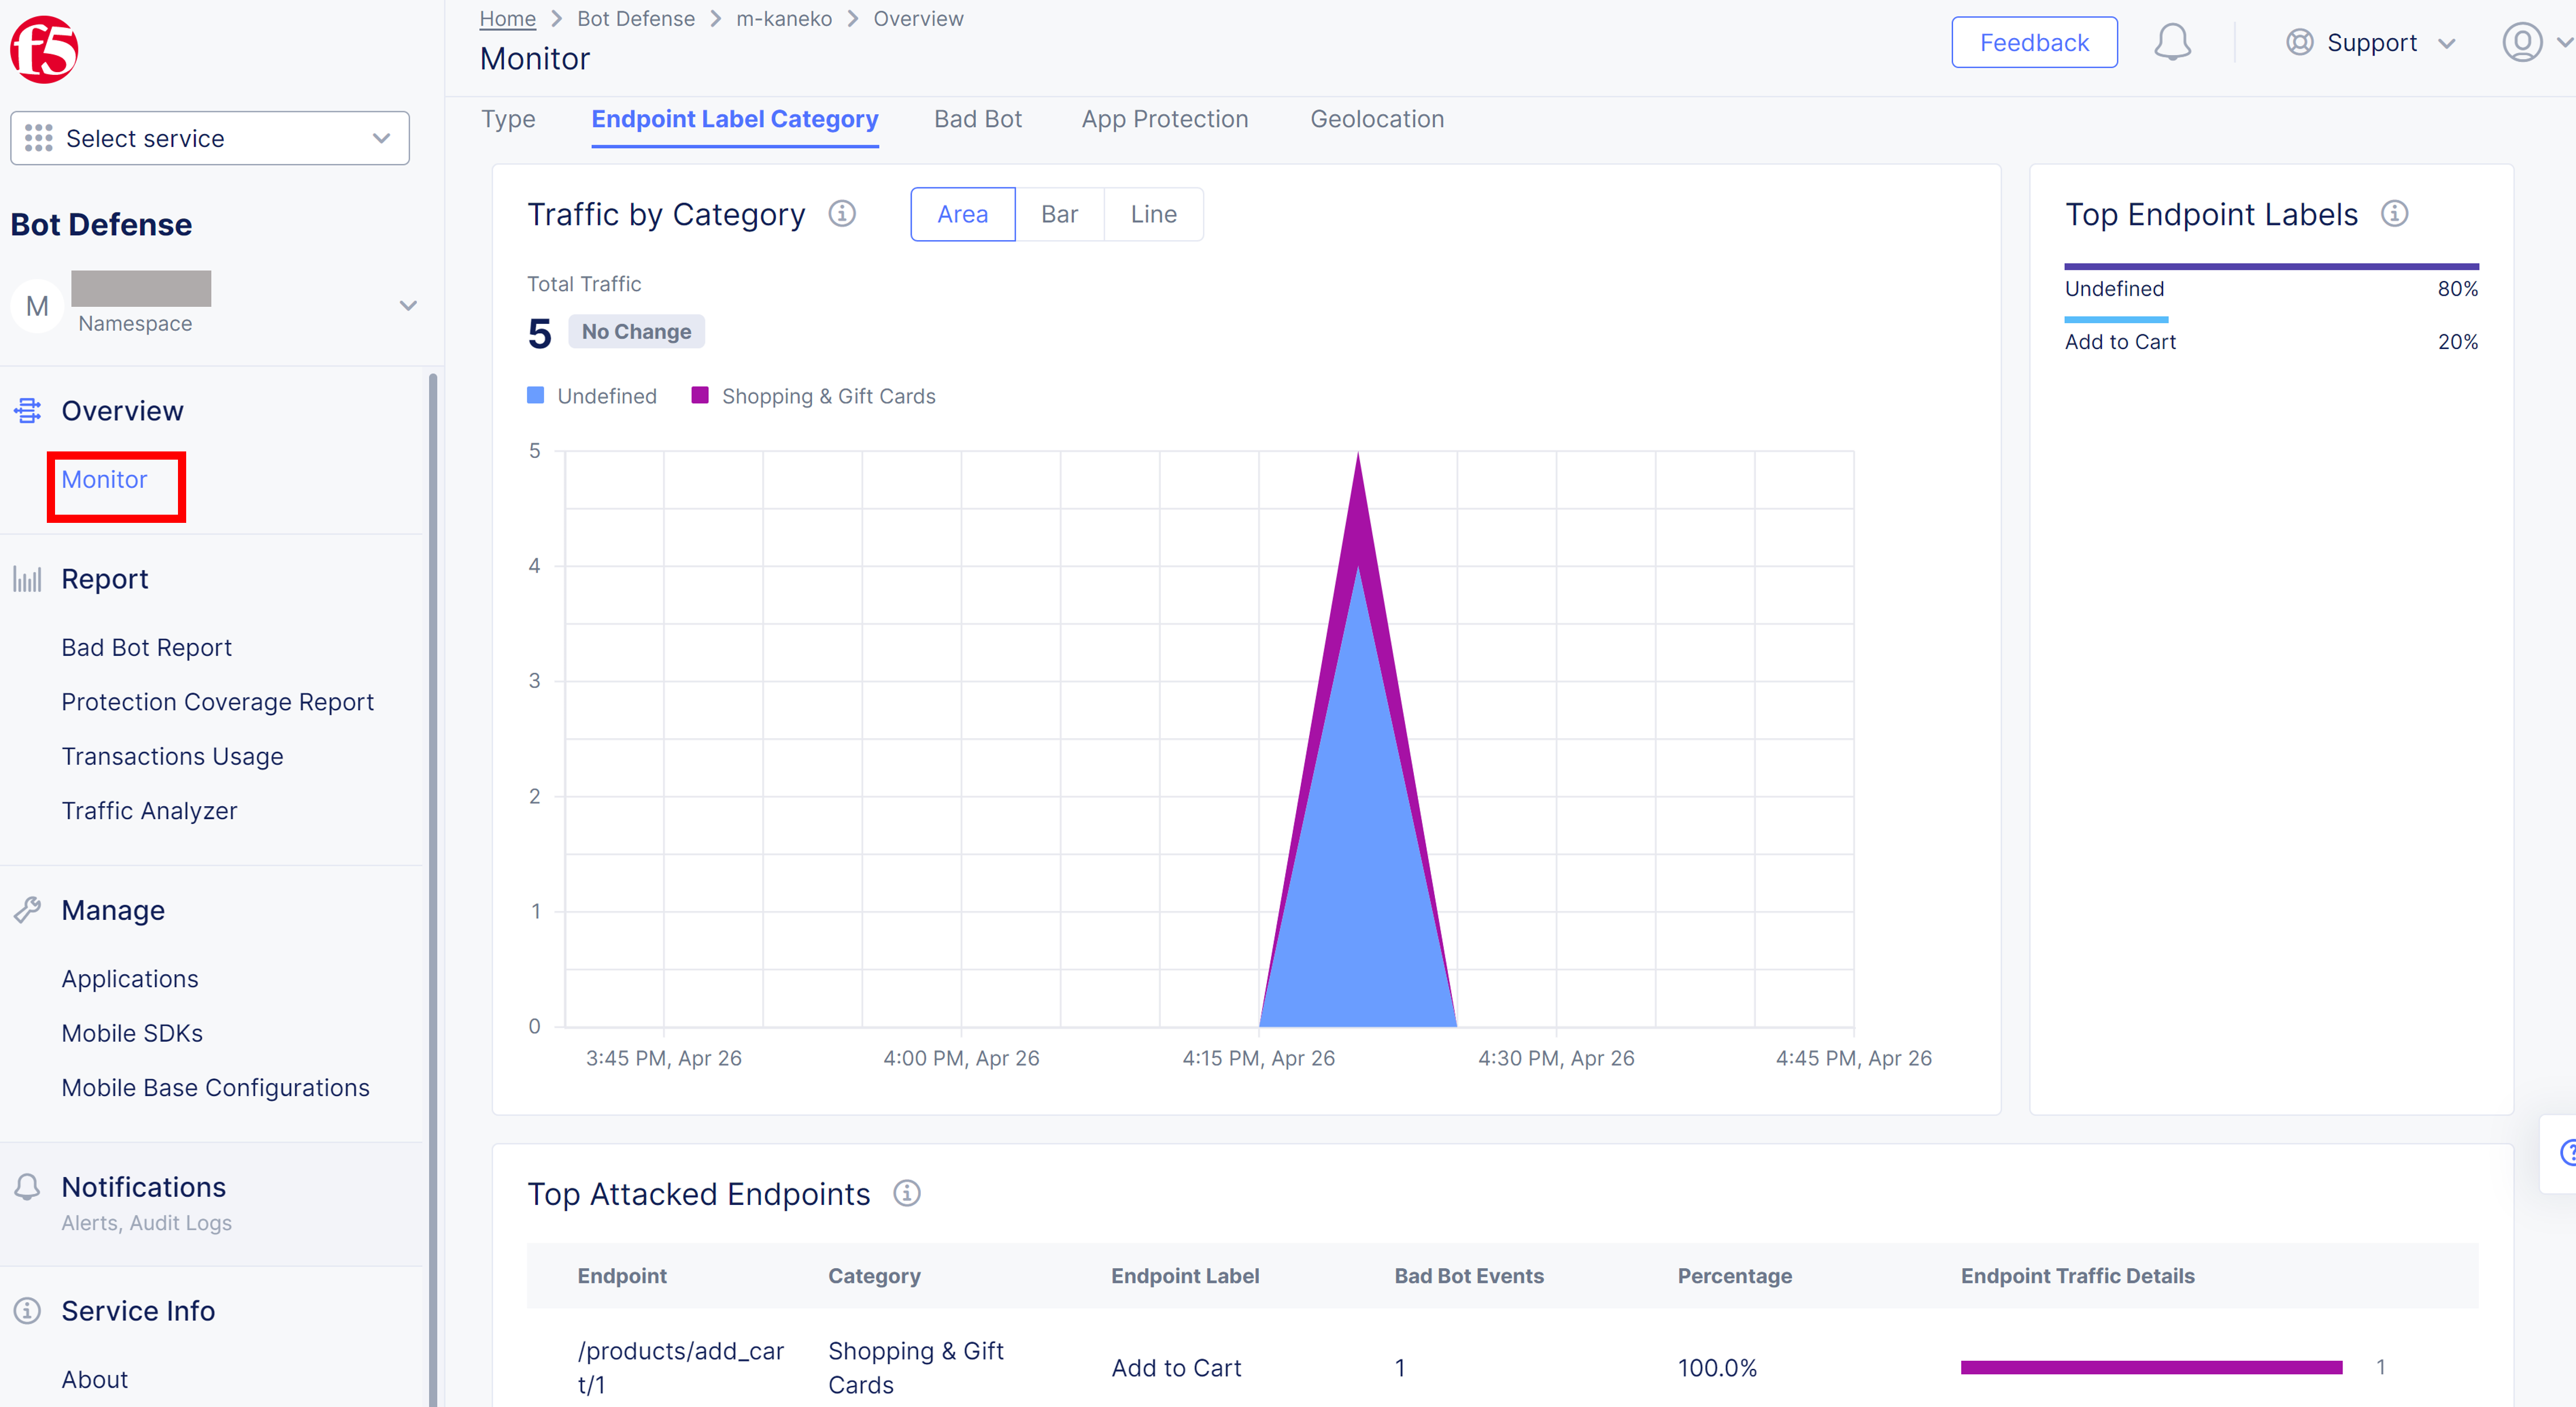 f5
Select service
Bot Defense
M
Namespace
Overview
Monitor
Report
Bad Bot Report
Protection Coverage Report
Transactions Usage
Traffic Analyzer
Manage
Applications
Mobile SDKs
Mobile Base Configurations
Notifications
Alerts, Audit Logs
Service Info
About
Home > Bot Defense > m-kaneko > Overview
Monitor
Feedback
Support
Type Endpoint Label Category Bad Bot App Protection Geolocation
Traffic by Category
Area Bar Line
Total Traffic
5 No Change
Undefined Shopping & Gift Cards
5
4
3
2
1
0
3:45 PM, Apr 26 4:00 PM, Apr 26 4:15 PM, Apr 26 4:30 PM, Apr 26 4:45 PM, Apr 26
Top Endpoint Labels
Undefined 80%
Add to Cart 20%
Top Attacked Endpoints
Endpoint Category Endpoint Label Bad Bot Events Percentage Endpoint Traffic Details
/products/add_car
t/1
Shopping & Gift
Cards
Add to Cart 1 100.0% 1